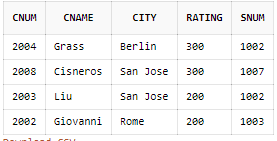 CNUM CNAME CITY RATING SNUM
2004 Grass Berlin 300 1002
2008 Cisneros San Jose 300 1007
2003 Liu San Jose 200 1002
2002 Giovanni Rome 200 1003
Download CSV